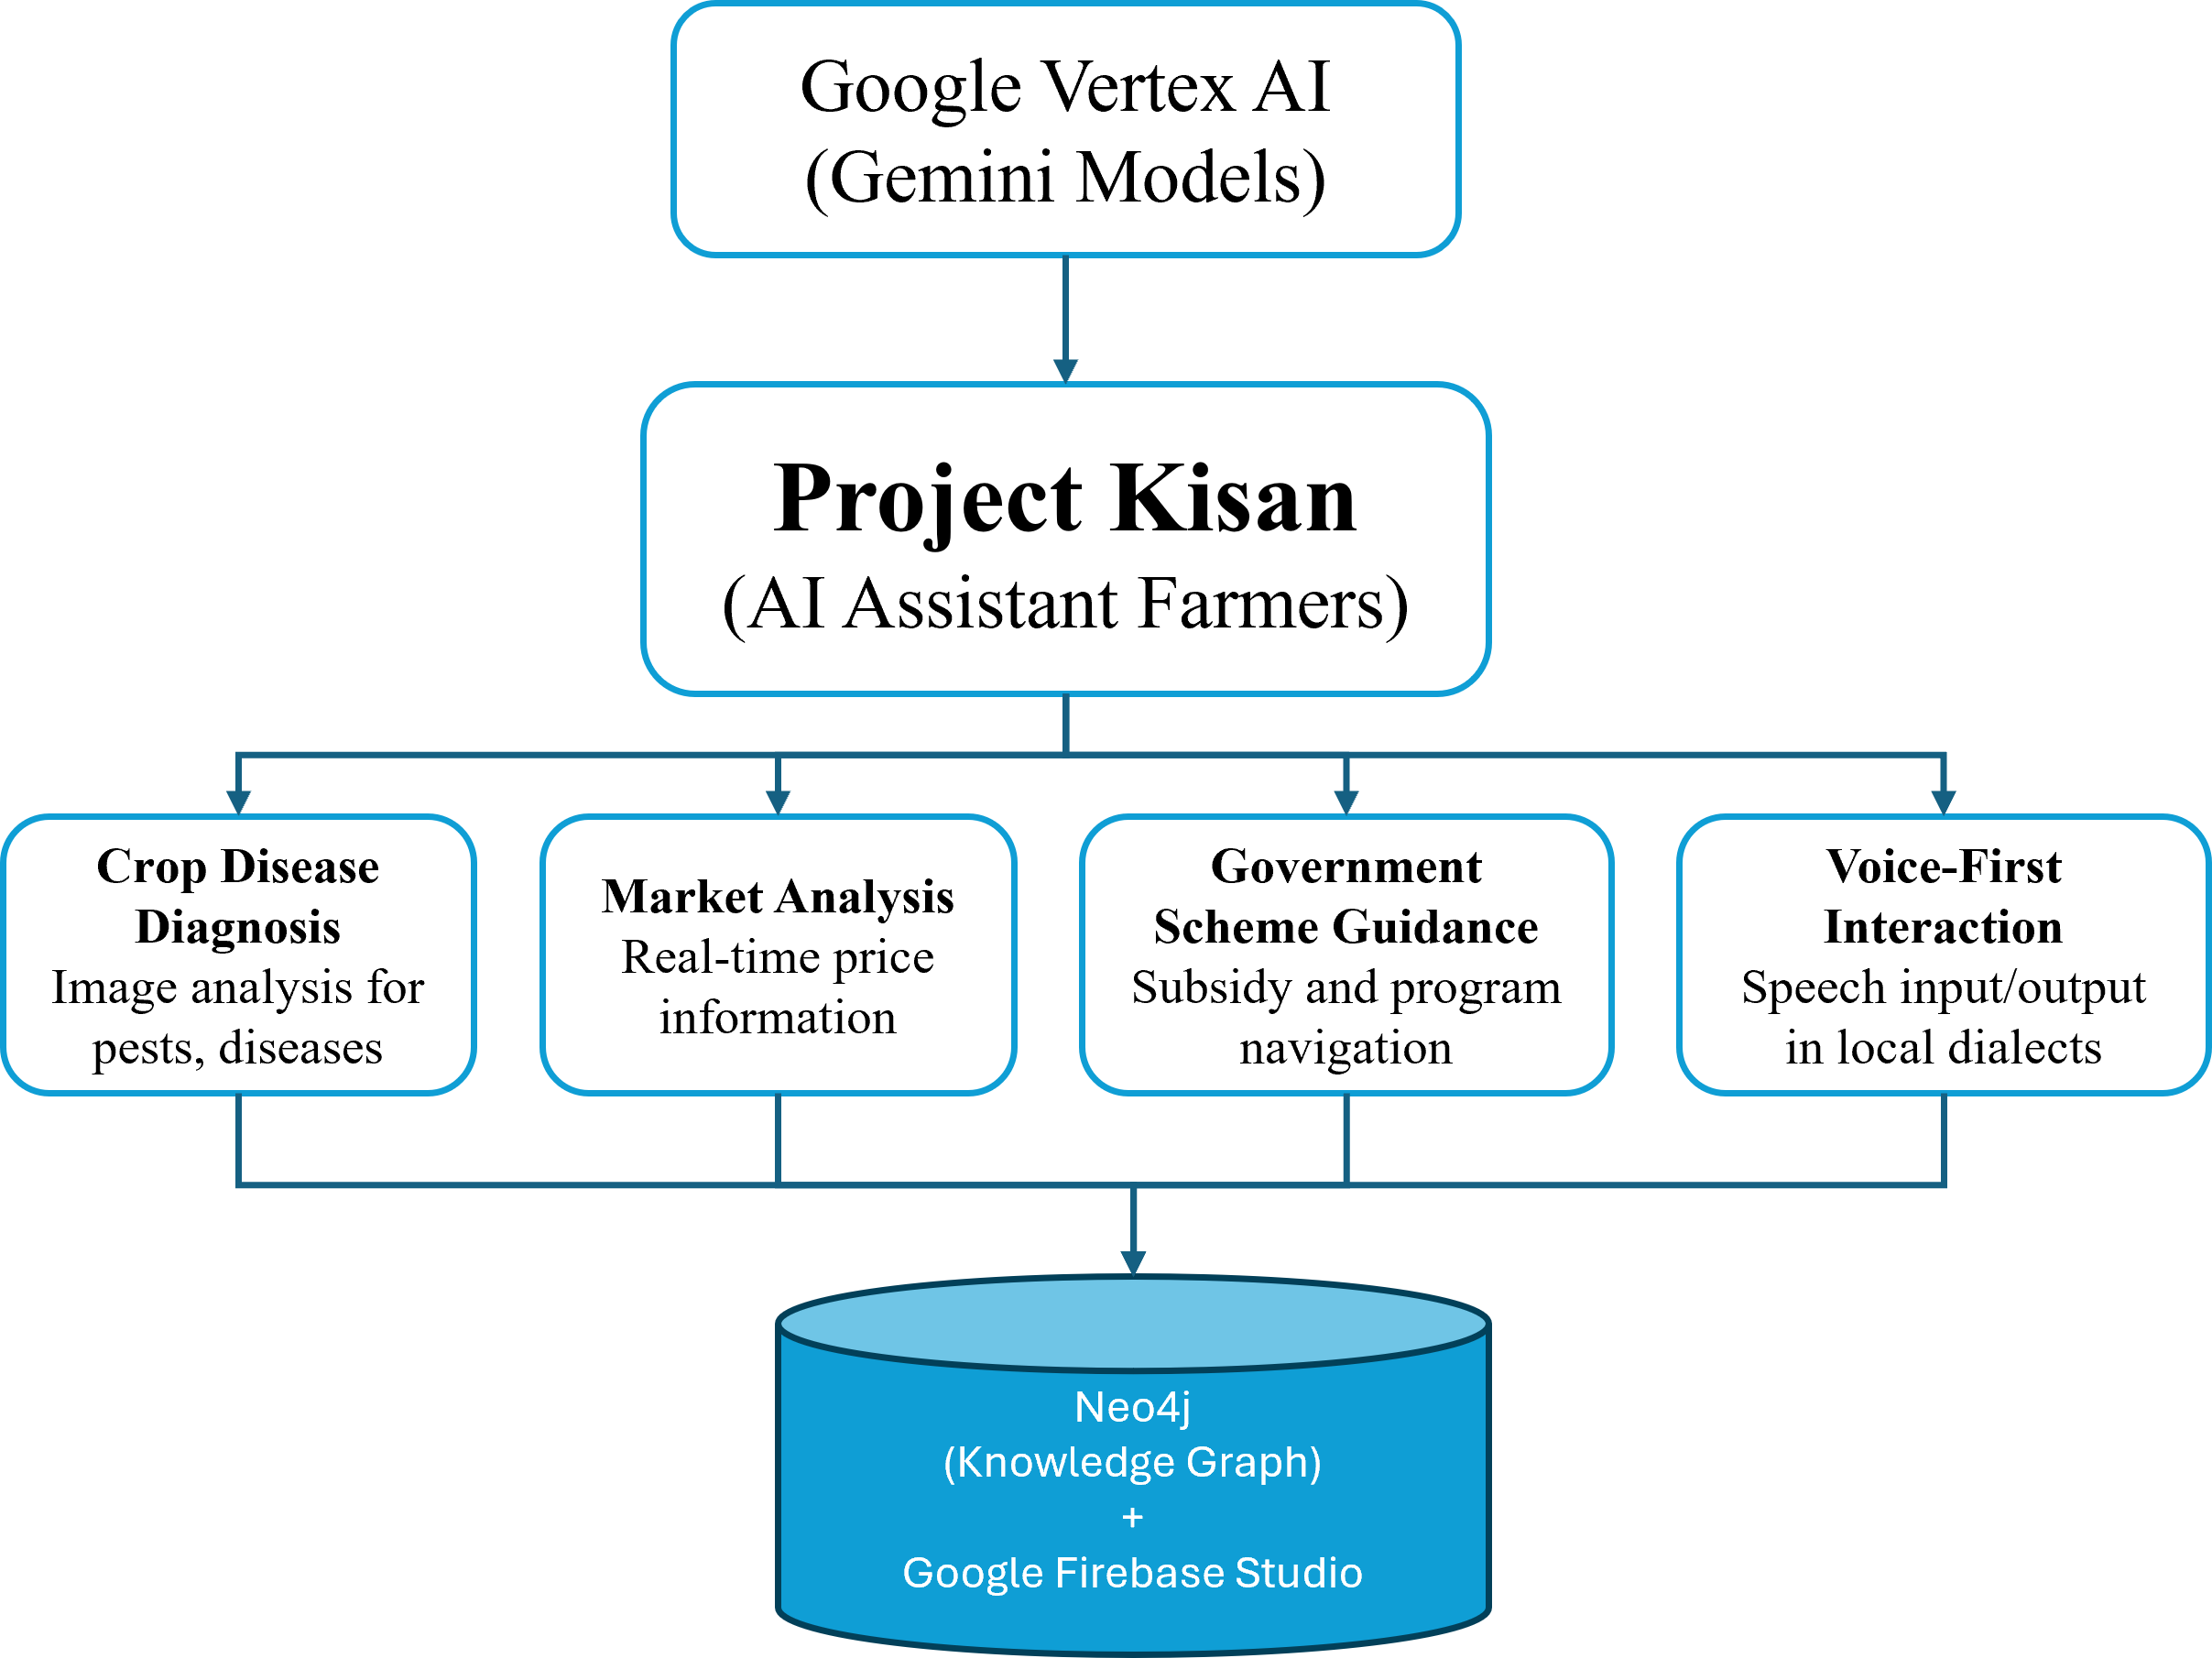 Google Vertex AI
(Gemini Models)
Project Kisan
(AI Assistant Farmers)
Crop Disease
Diagnosis
Image analysis for
pests, diseases
Market Analysis
Real-time price
information
Government
Scheme Guidance
Subsidy and program
navigation
Voice-First
Interaction
Speech input/output
in local dialects
Neo4j
(Knowledge Graph)
+
Google Firebase Studio